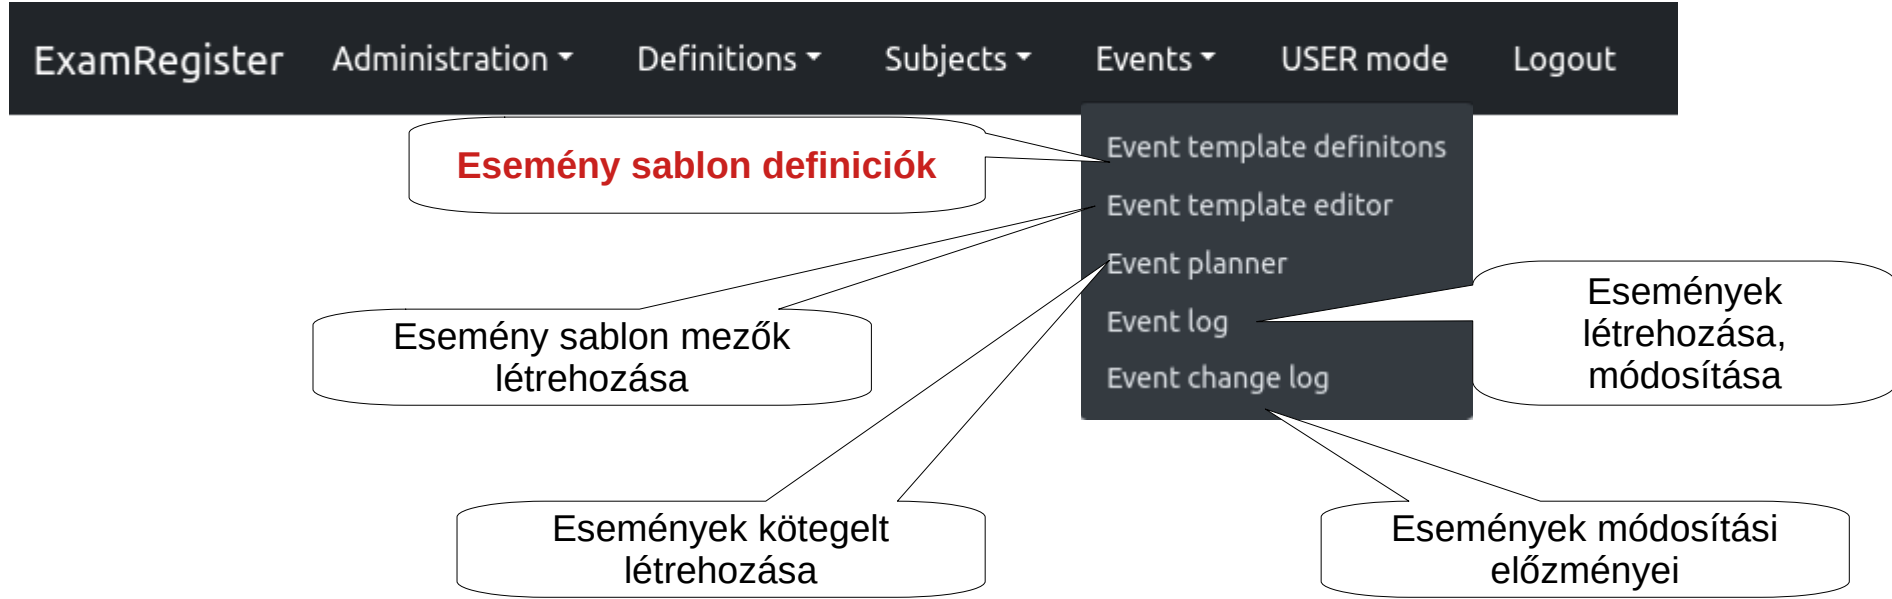 ExamRegister Administration Definitions Subjects Events USER mode Logout
Esemény sablon definiciók
Event template definitons
Event template editor
Event planner
Event log
Event change log
Események
létrehozása,
módosítása
Esemény sablon mezők
létrehozása
Események kötegelt
létrehozása
Események módosítási
előzményei